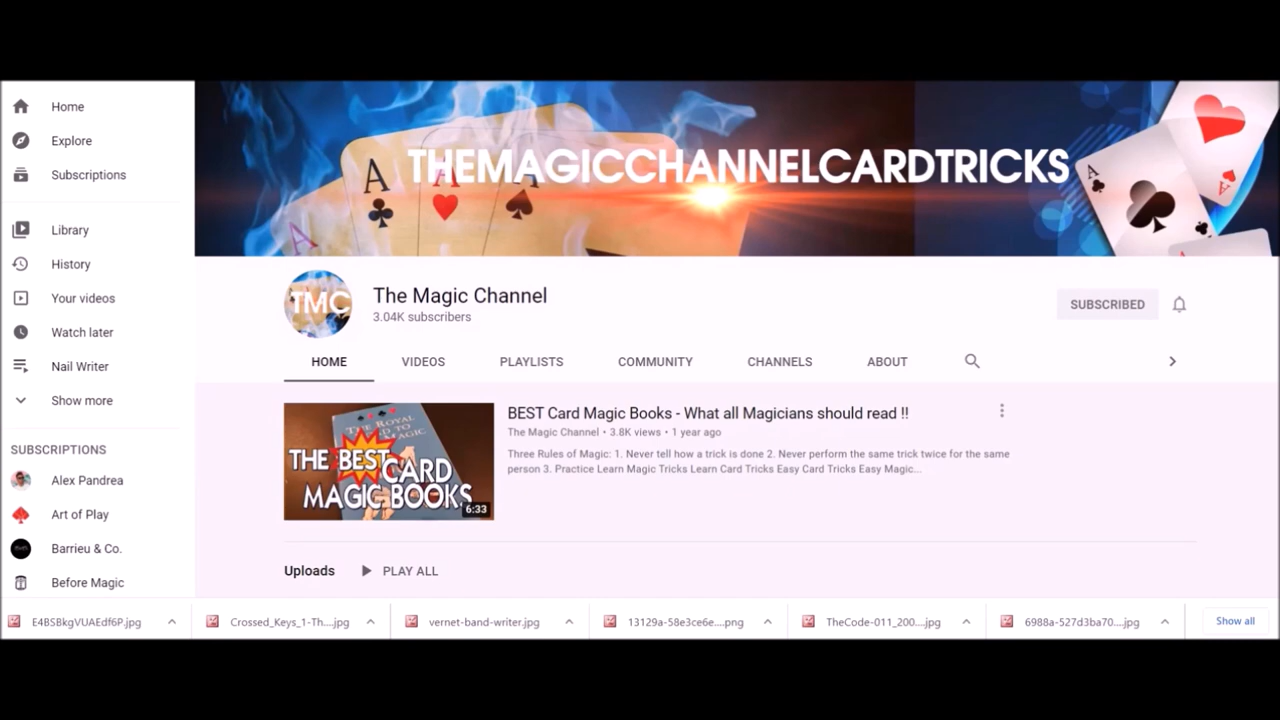 Home
Explore
Subscriptions
Library
History
Your videos
Watch later
Nail Writer
Show more
SUBSCRIPTIONS
Alex Pandrea
Art of Play
Barrieu & Co.
Before Magic
THEMAGICCHANNELCARDTRICKS
A
A
A
A
A
TMC
The Magic Channel
3.04K subscribers
SUBSCRIBED
HOME VIDEOS PLAYLISTS COMMUNITY CHANNELS ABOUT
THE ROYAL
MAGIC
THE BEST CARD
MAGIC BOOKS
6:33
BEST Card Magic Books - What all Magicians should read !!
The Magic Channel • 3.8K views • 1 year ago
Three Rules of Magic: 1. Never tell how a trick is done 2. Never perform the same trick twice for the same
person 3. Practice Learn Magic Tricks Learn Card Tricks Easy Card Tricks Easy Magic...
Uploads PLAY ALL
E4BSBkgVUAEdf6P.jpg Crossed_Keys_1-Th....jpg vernet-band-writer.jpg 13129a-58e3ce6e....png TheCode-011_200....jpg 6988a-527d3ba70....jpg Show all